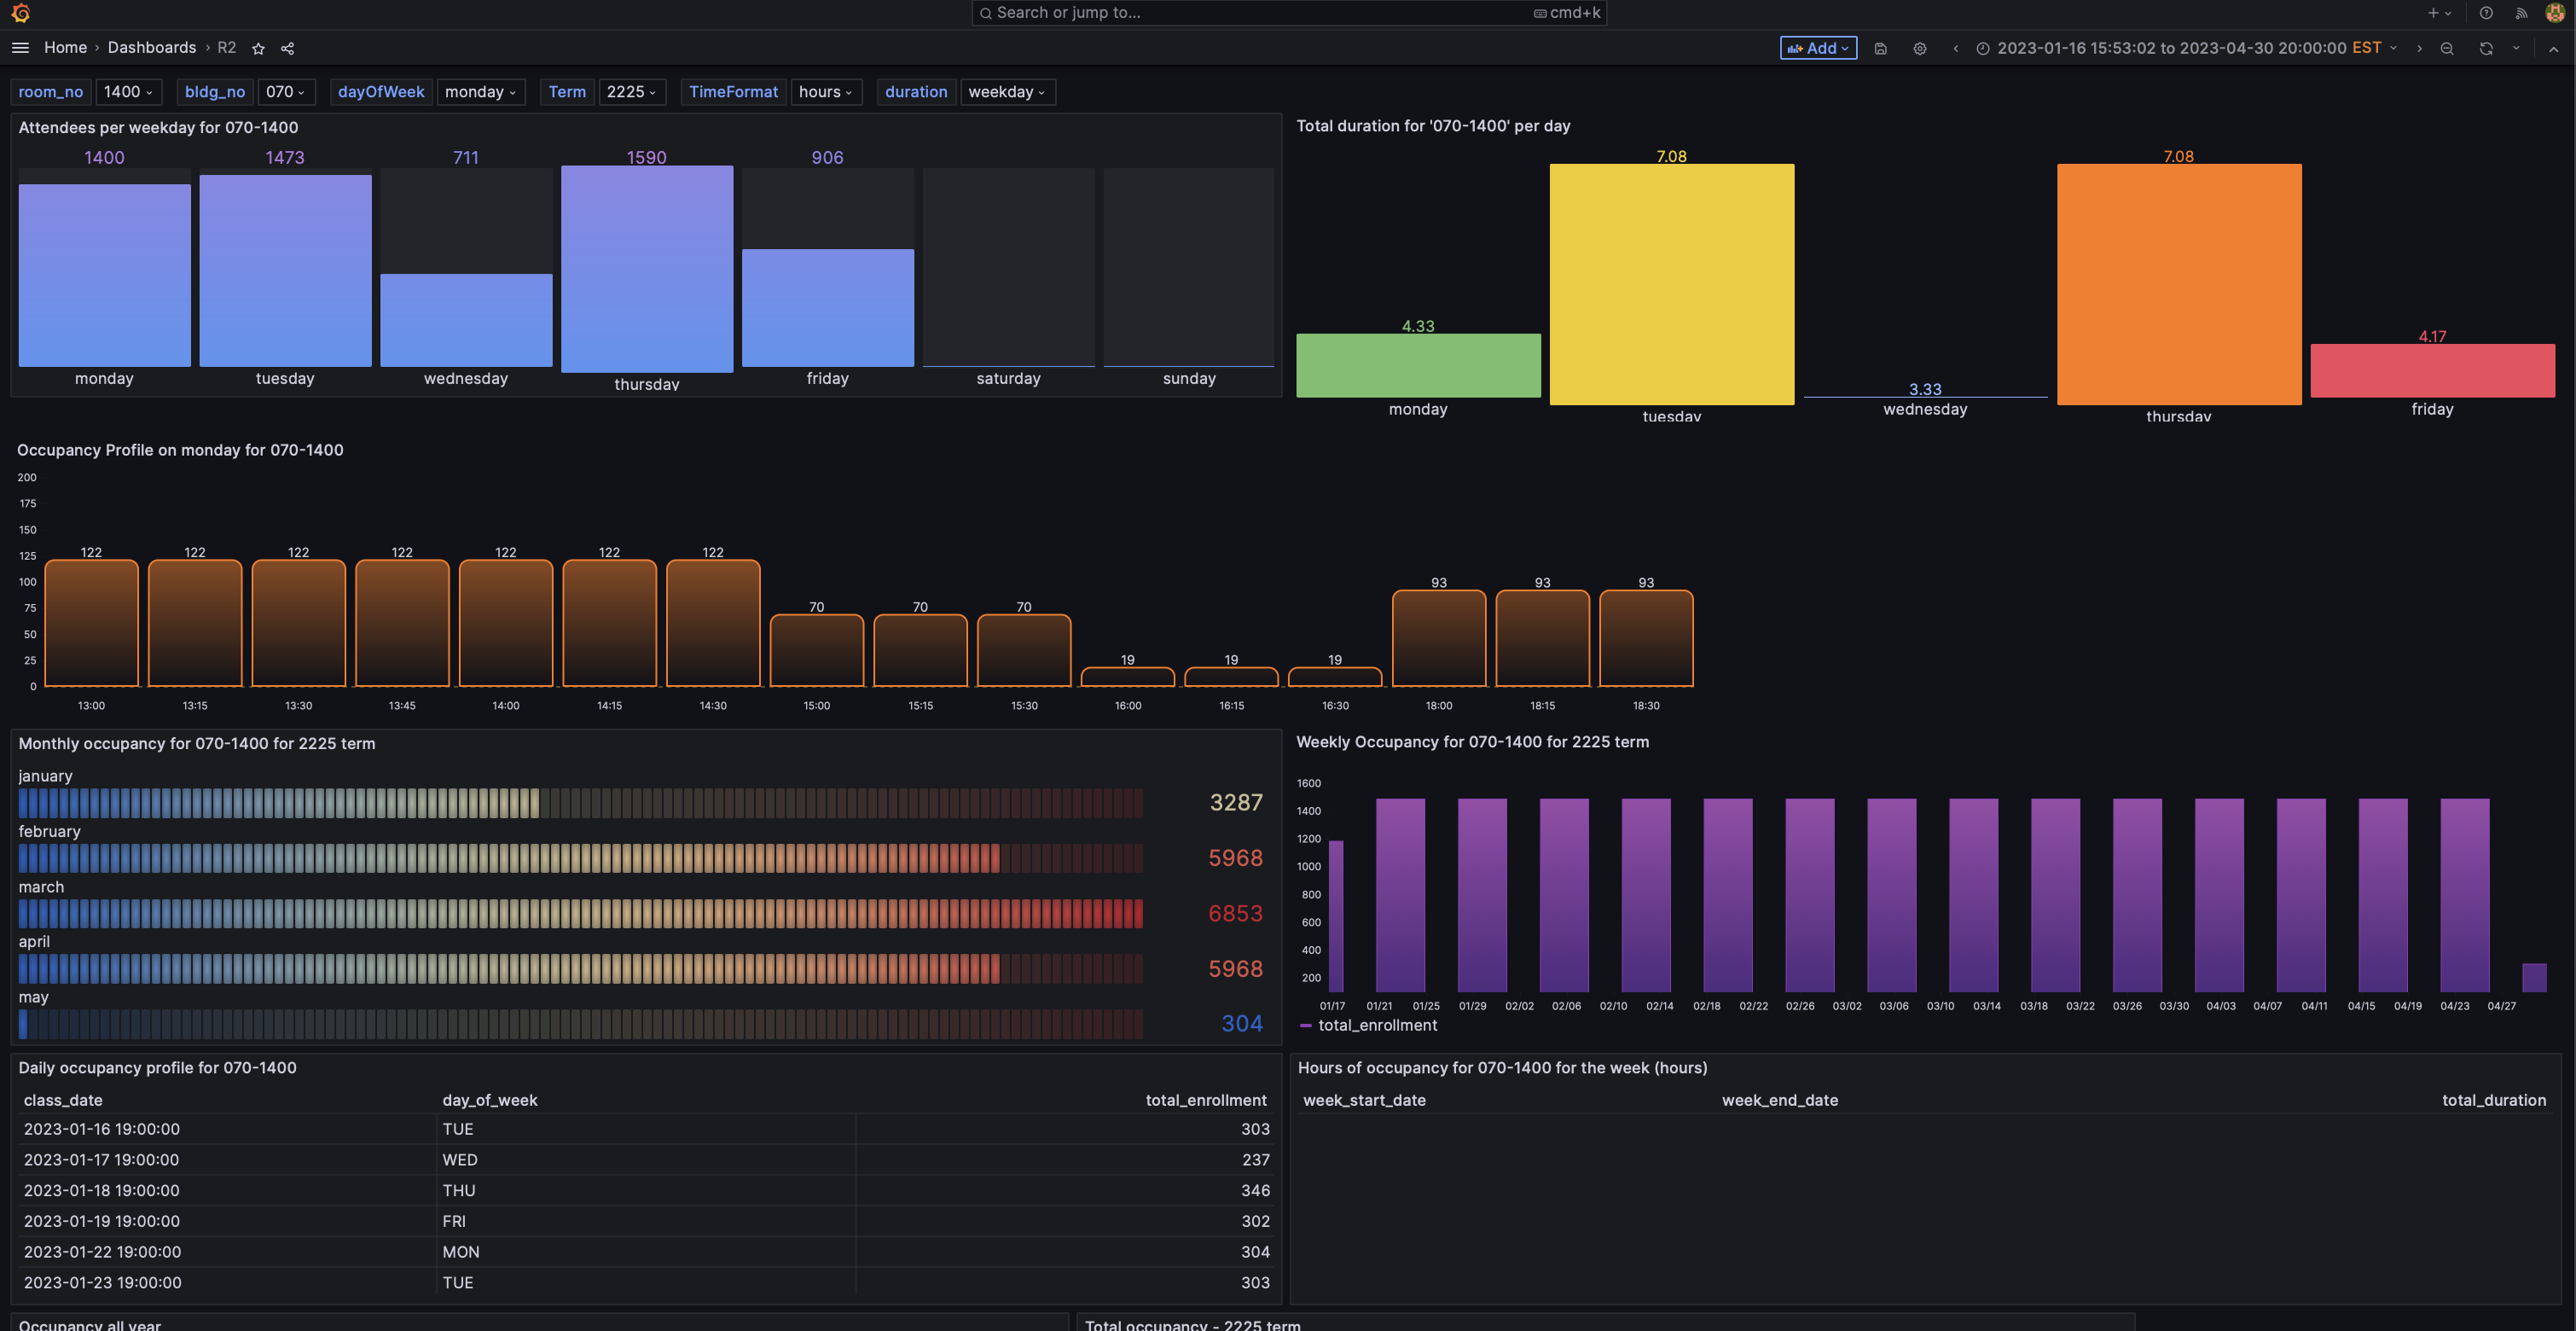 Search or jump to... cmd+k
Home › Dashboards › R2 Add 2023-01-16 15:53:02 to 2023-04-30 20:00:00 EST
room_no 1400 bldg_no 070 dayOfWeek monday Term 2225 TimeFormat hours duration weekday
Attendees per weekday for 070-1400
1400 1473 711 1590 906
monday tuesday wednesday thursday friday saturday sunday
Total duration for '070-1400' per day
4.33 7.08 3.33 7.08 4.17
monday tuesday wednesday thursday friday
Occupancy Profile on monday for 070-1400
200
175
150
125
100
75
50
25
0
122 122 122 122 122 122 122 70 70 70 19 19 19 93 93 93
13:00 13:15 13:30 13:45 14:00 14:15 14:30 15:00 15:15 15:30 16:00 16:15 16:30 18:00 18:15 18:30
Monthly occupancy for 070-1400 for 2225 term
january
3287
february
5968
march
6853
april
5968
may
304
Weekly Occupancy for 070-1400 for 2225 term
1600
1400
1200
1000
800
600
400
200
01/17 01/21 01/25 01/29 02/02 02/06 02/10 02/14 02/18 02/22 02/26 03/02 03/06 03/10 03/14 03/18 03/22 03/26 03/30 04/03 04/07 04/11 04/15 04/19 04/23 04/27
total_enrollment
Daily occupancy profile for 070-1400
class_date day_of_week total_enrollment
2023-01-16 19:00:00 TUE 303
2023-01-17 19:00:00 WED 237
2023-01-18 19:00:00 THU 346
2023-01-19 19:00:00 FRI 302
2023-01-22 19:00:00 MON 304
2023-01-23 19:00:00 TUE 303
Hours of occupancy for 070-1400 for the week (hours)
week_start_date week_end_date total_duration
Occupancy all year
Total occupancy - 2225 term